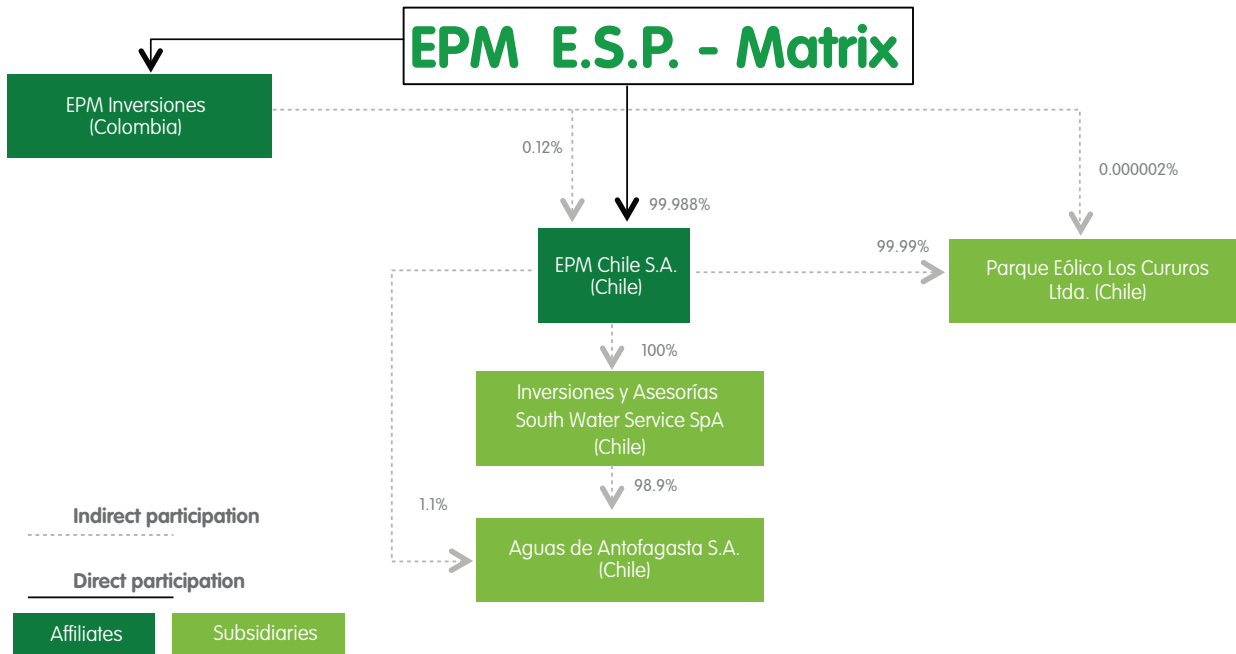 EPM E.S.P. - Matrix
EPM Inversiones
(Colombia)
0.12%
0.000002%
99.988%
EPM Chile S.A.
(Chile)
99.99%
Parque Eólico Los Cururos
Ltda. (Chile)
100%
Inversiones y Asesorías
South Water Service SpA
(Chile)
98.9%
1.1%
Aguas de Antofagasta S.A.
(Chile)
Indirect participation
Direct participation
Affiliates
Subsidiaries